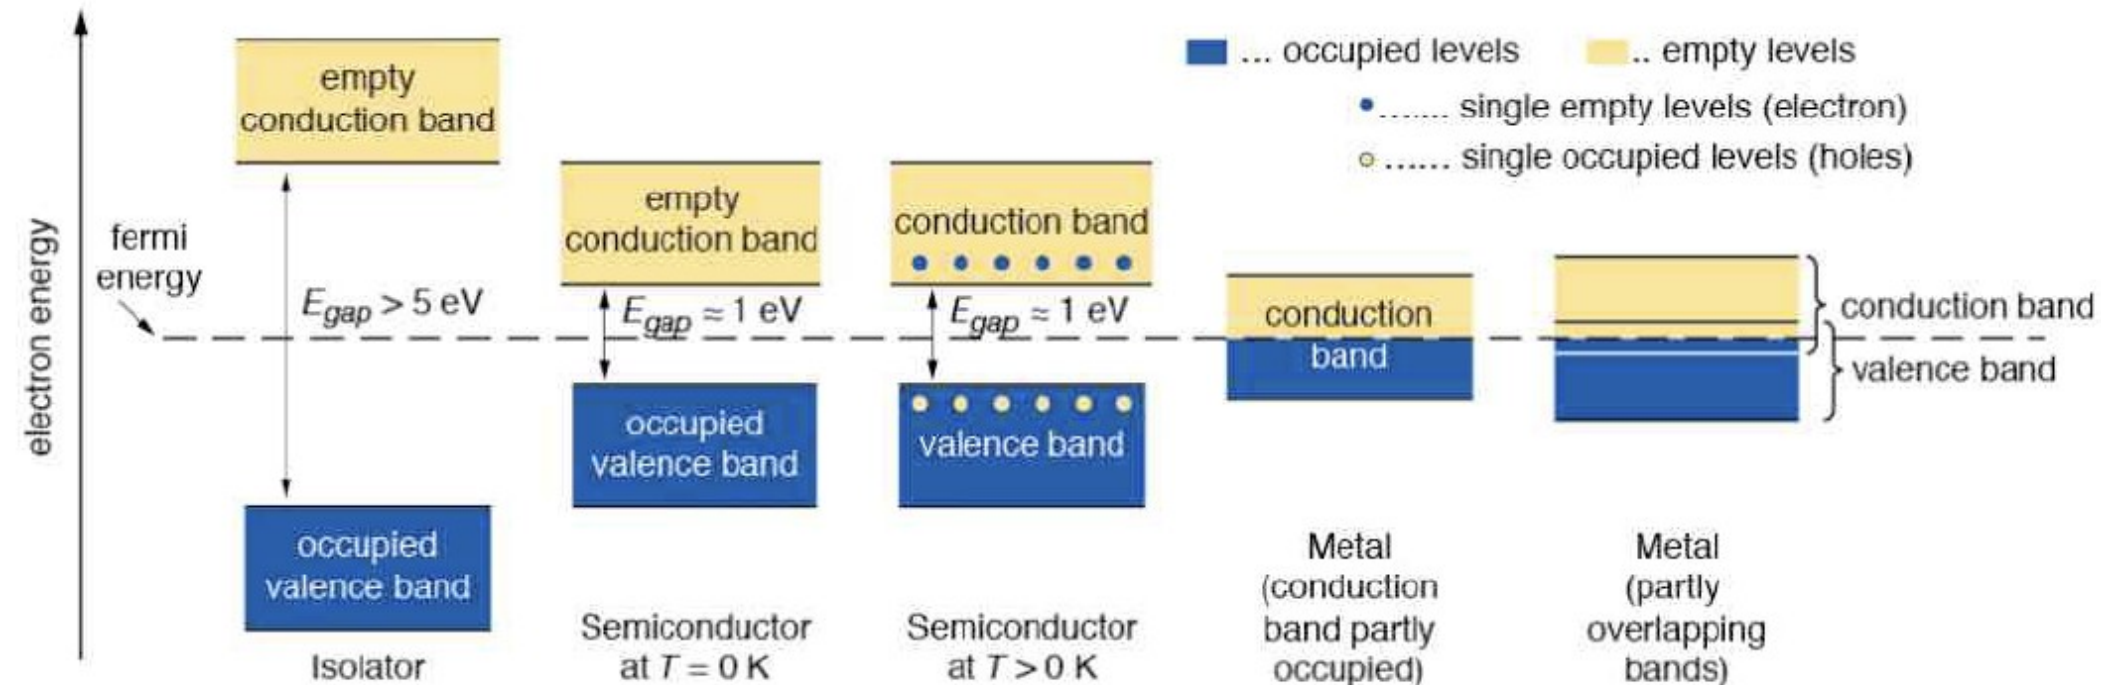 electron energy
fermi
energy
empty
conduction band
E_gap > 5 eV
occupied
valence band
Isolator
empty
conduction band
E_gap ≈ 1 eV
occupied
valence band
Semiconductor
at T = 0 K
conduction band
E_gap ≈ 1 eV
valence band
Semiconductor
at T > 0 K
... occupied levels
.. empty levels
....... single empty levels (electron)
...... single occupied levels (holes)
conduction
band
Metal
(conduction
band partly
occupied)
conduction band
valence band
Metal
(partly
overlapping
bands)